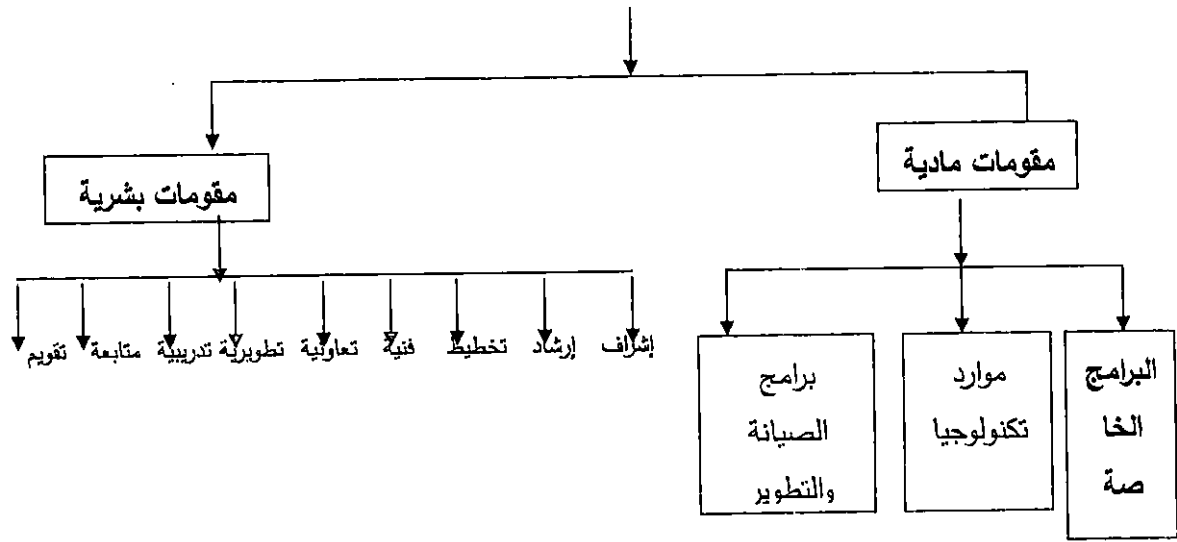 مقومات مادية
مقومات بشرية
إشراف إرشاد تخطيط فنية تعاونية تطويرية تدريبية متابعة تقويم
البرامج
الخا
صة
موارد
تكنولوجيا
برامج
الصيانة
والتطوير